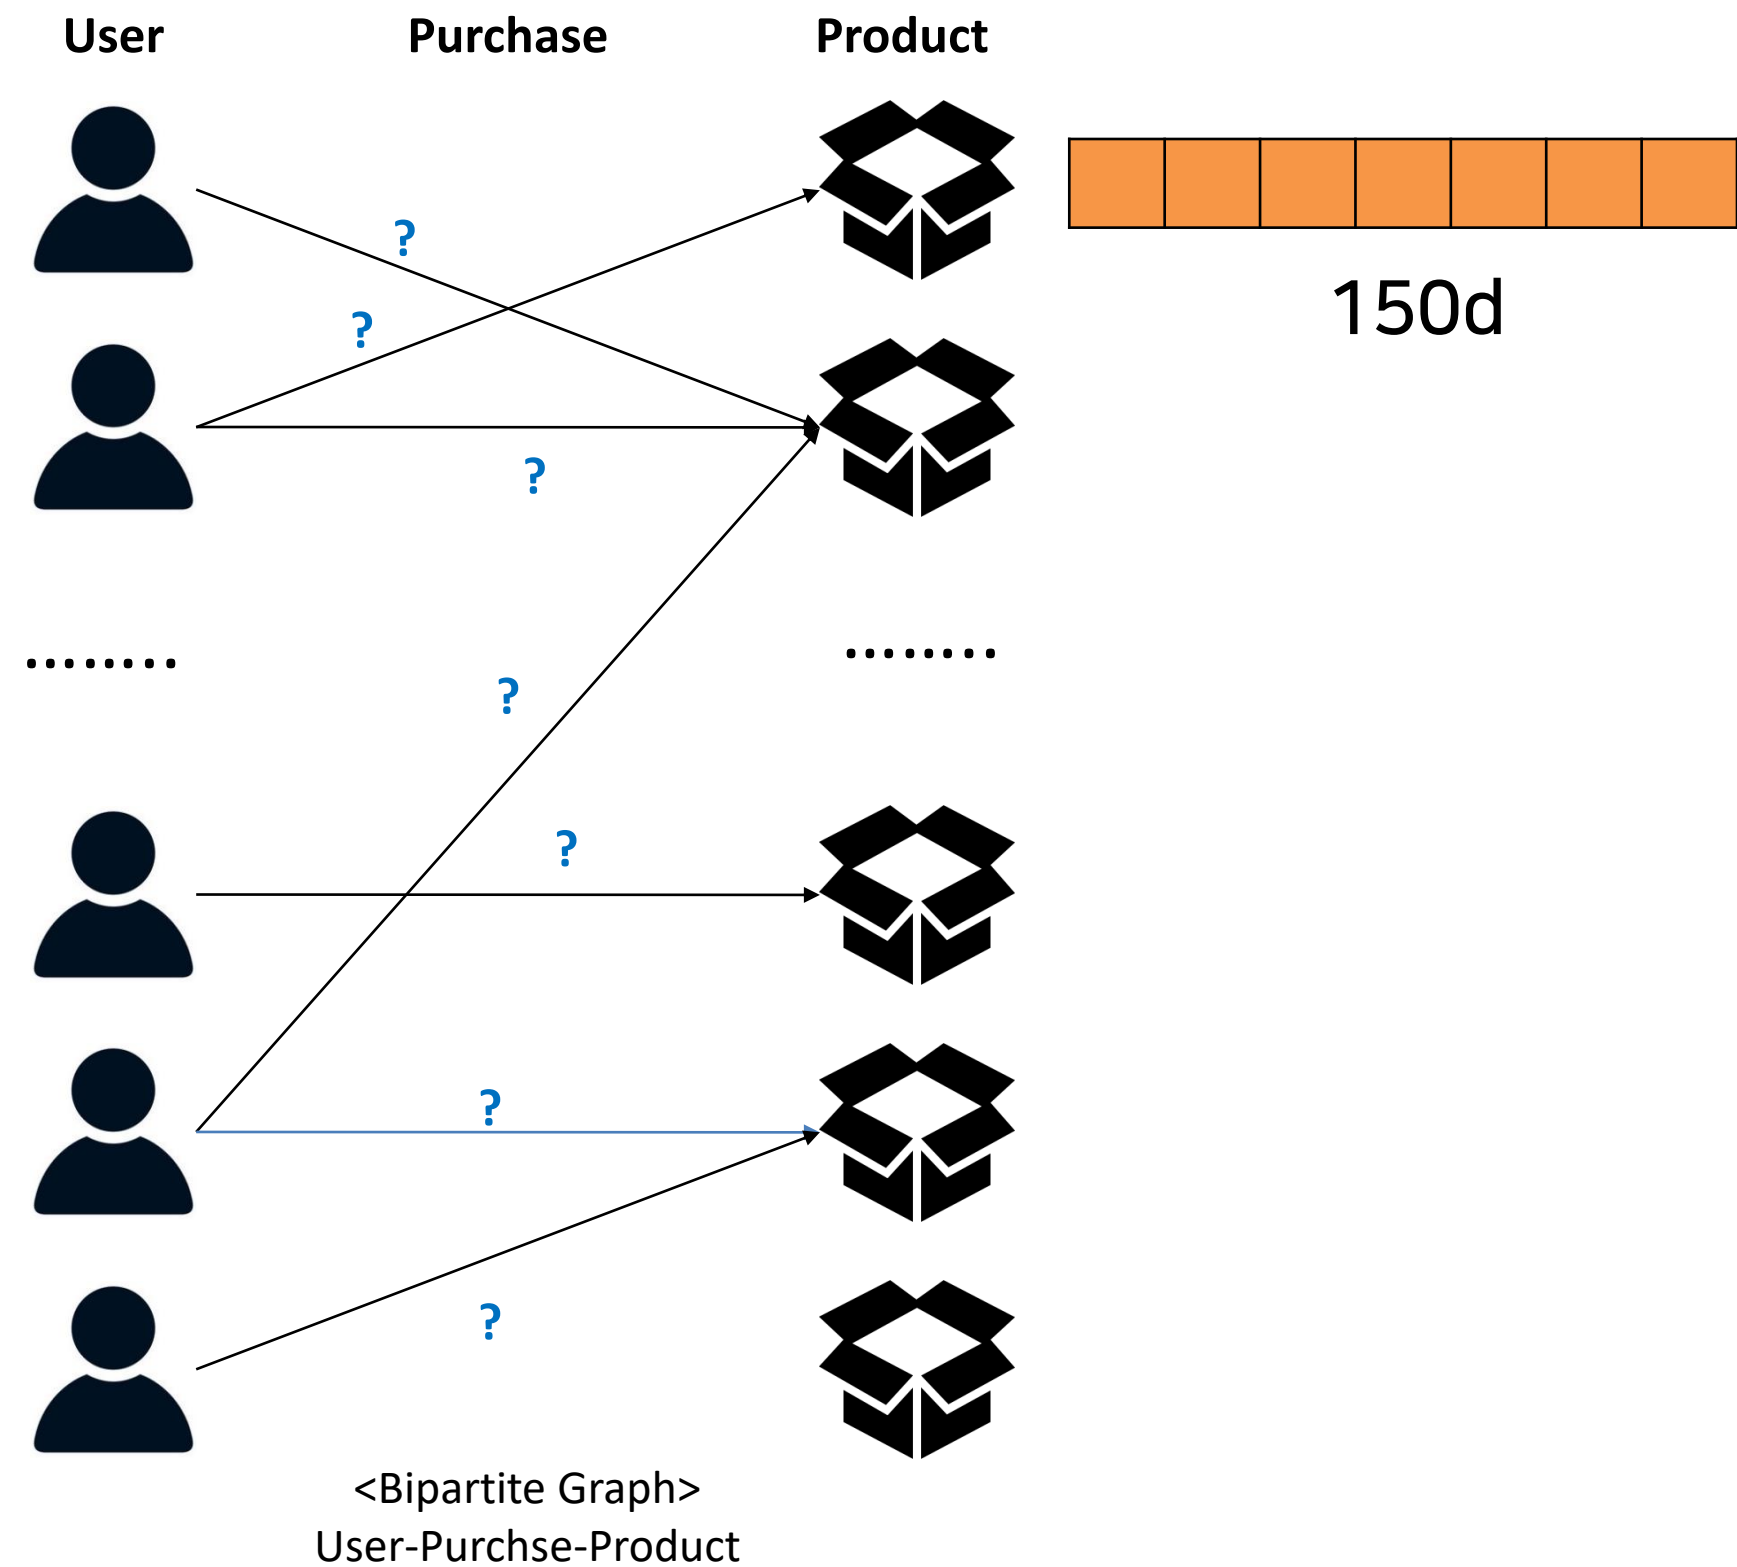 User Purchase Product
?
?
150d
?
........
........
?
?
?
?
<Bipartite Graph>
User-Purchse-Product